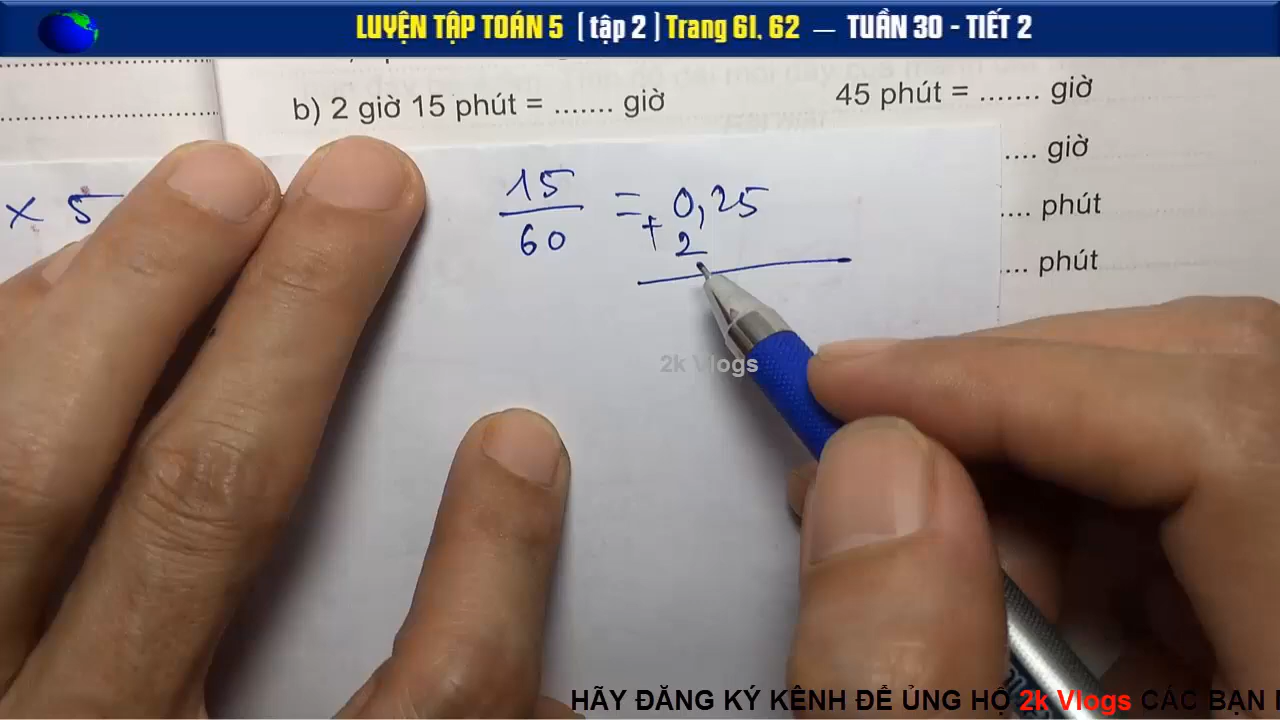 LUYỆN TẬP TOÁN 5 ( tập 2 ) Trang 61, 62 — TUẦN 30 - TIẾT 2
b) 2 giờ 15 phút = ....... giờ 45 phút = ....... giờ
.... giờ
.... phút
.... phút
x 5
15
60
= 0,25
+ 2
2k Vlogs
HÃY ĐĂNG KÝ KÊNH ĐỂ ỦNG HỘ 2k Vlogs CÁC BẠN